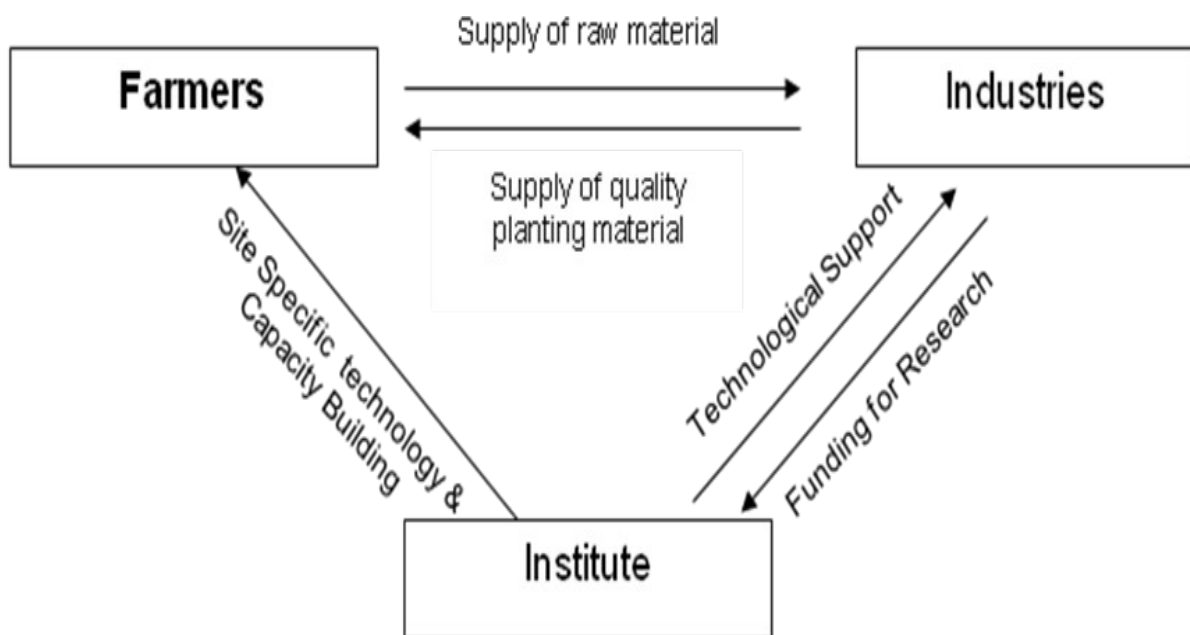 Supply of raw material
Farmers
Industries
Supply of quality
planting material
Site Specific technology &
Capacity Building
Technological Support
Funding for Research
Institute